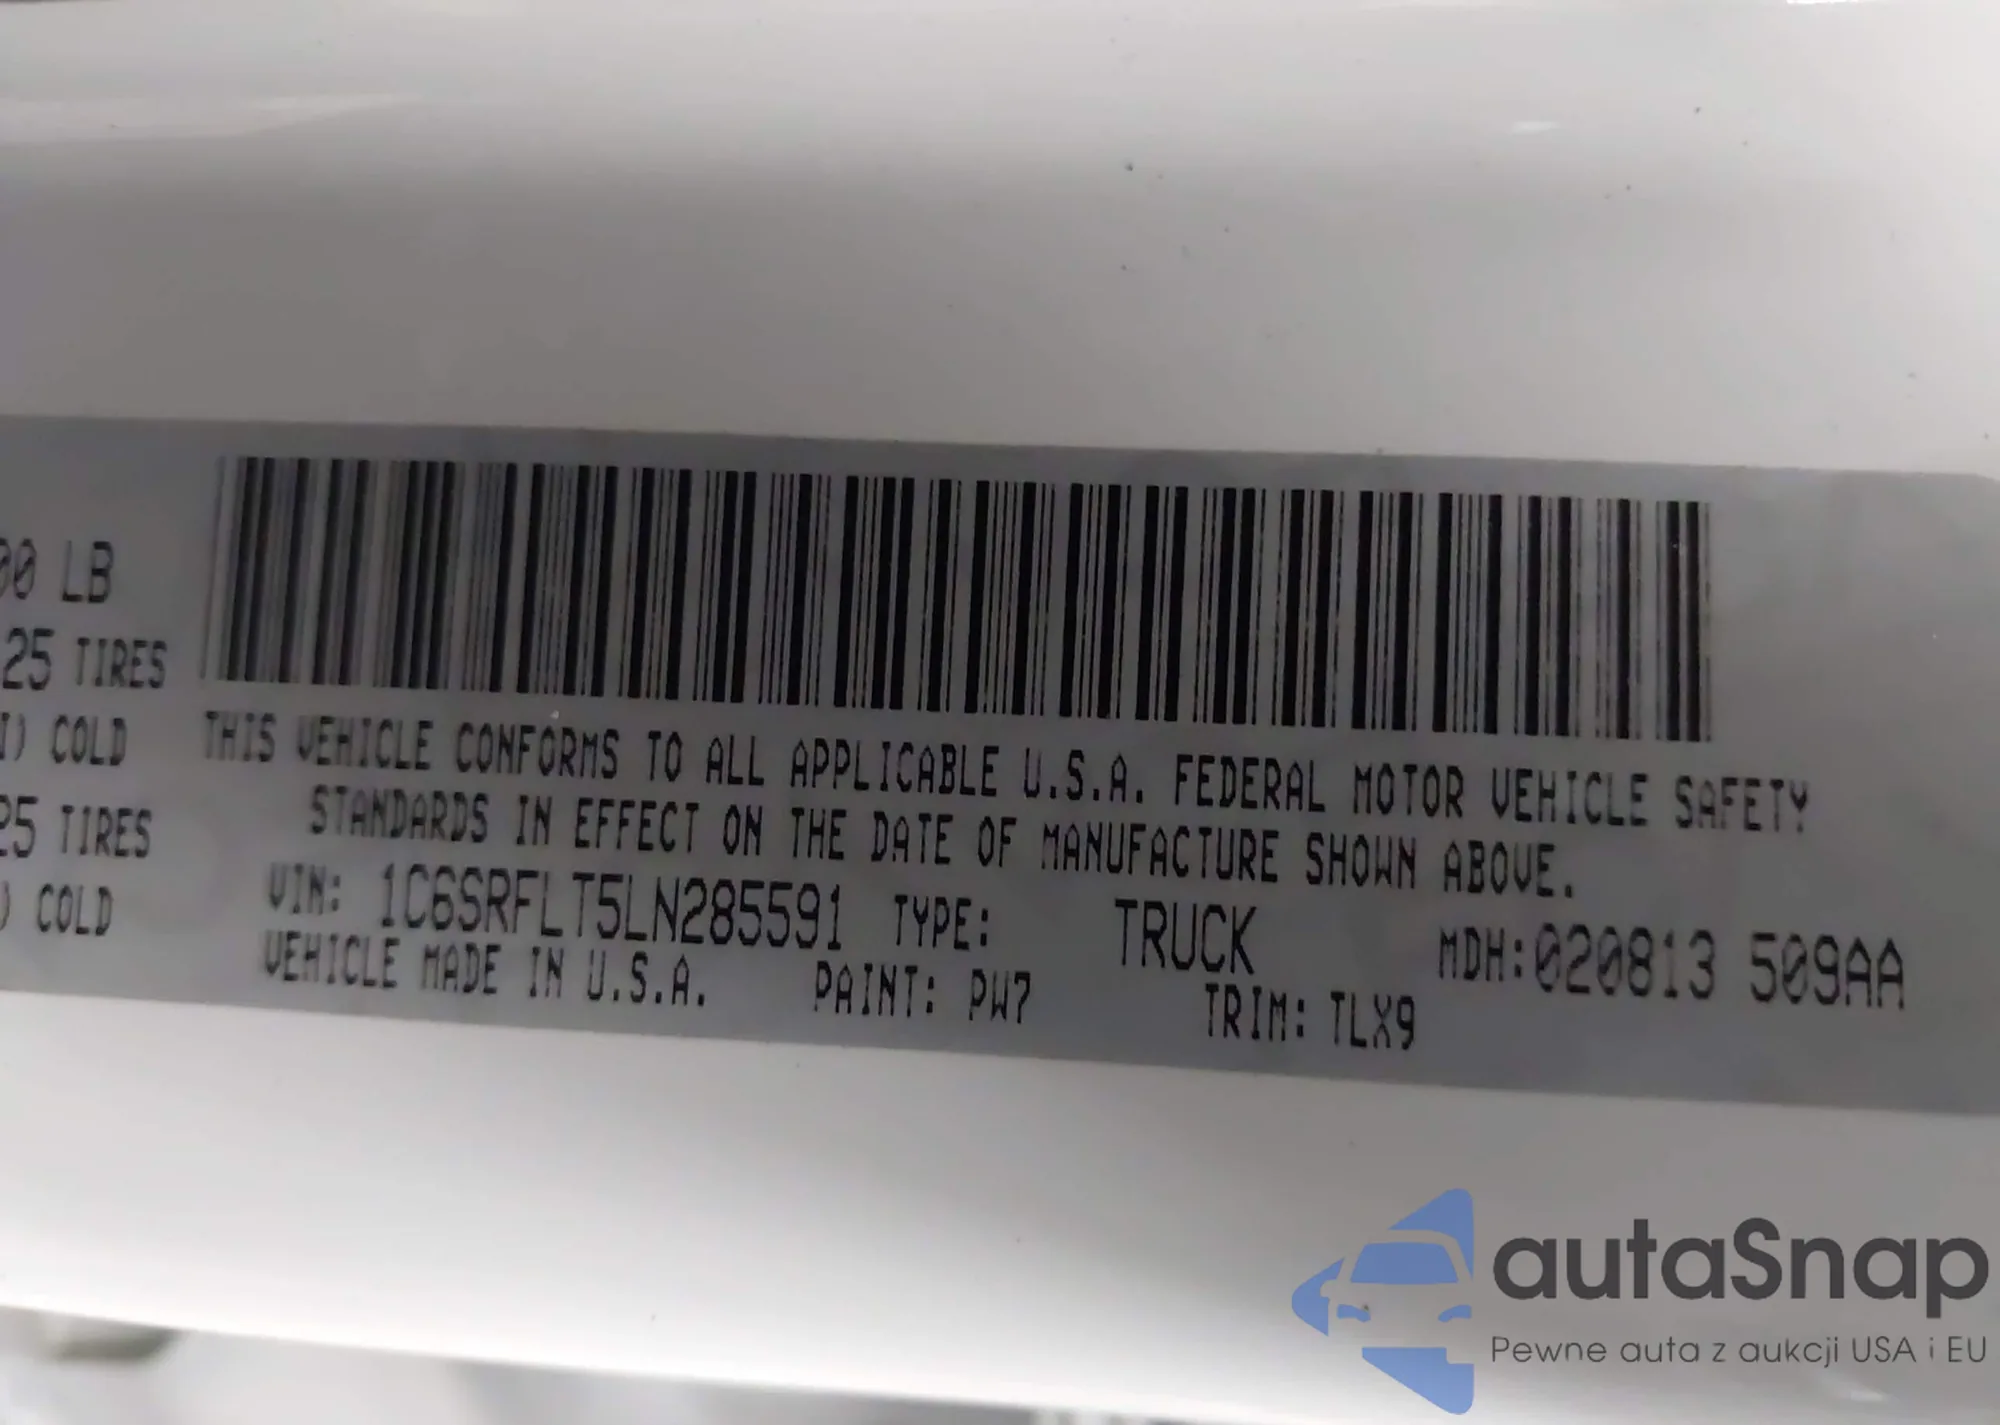 00 LB
25 TIRES
I) COLD
25 TIRES
) COLD
THIS VEHICLE CONFORMS TO ALL APPLICABLE U.S.A. FEDERAL MOTOR VEHICLE SAFETY
STANDARDS IN EFFECT ON THE DATE OF MANUFACTURE SHOWN ABOVE.
VIN: 1C6SRFLT5LN285591 TYPE: TRUCK MDH:020813 509AA
VEHICLE MADE IN U.S.A. PAINT: PW7 TRIM: TLX9
autaSnap
Pewne auta z aukcji USA i EU